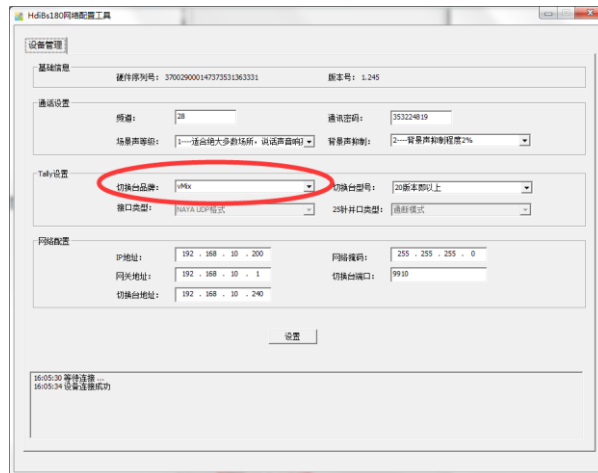 HdiBs180网络配置工具
设备管理
基础信息
硬件序列号: 37002900014737353136331
版本号: 1.245
通话设置
频道: 28
通讯密码: 353224819
场景声等级: 1----适合绝大多数场所，说话声音响
背景声抑制: 2----背景声抑制程度2%
Tally设置
切换台品牌: vMix
切换台型号: 20版本即以上
接口类型: NAYA UDP格式
25针并口类型: 通断模式
网络配置
IP地址: 192 . 168 . 10 . 200
网络掩码: 255 . 255 . 255 . 0
网关地址: 192 . 168 . 10 . 1
切换台端口: 9910
切换台地址: 192 . 168 . 10 . 240
设置
16:05:30 等待连接 ...
16:05:34 设备连接成功